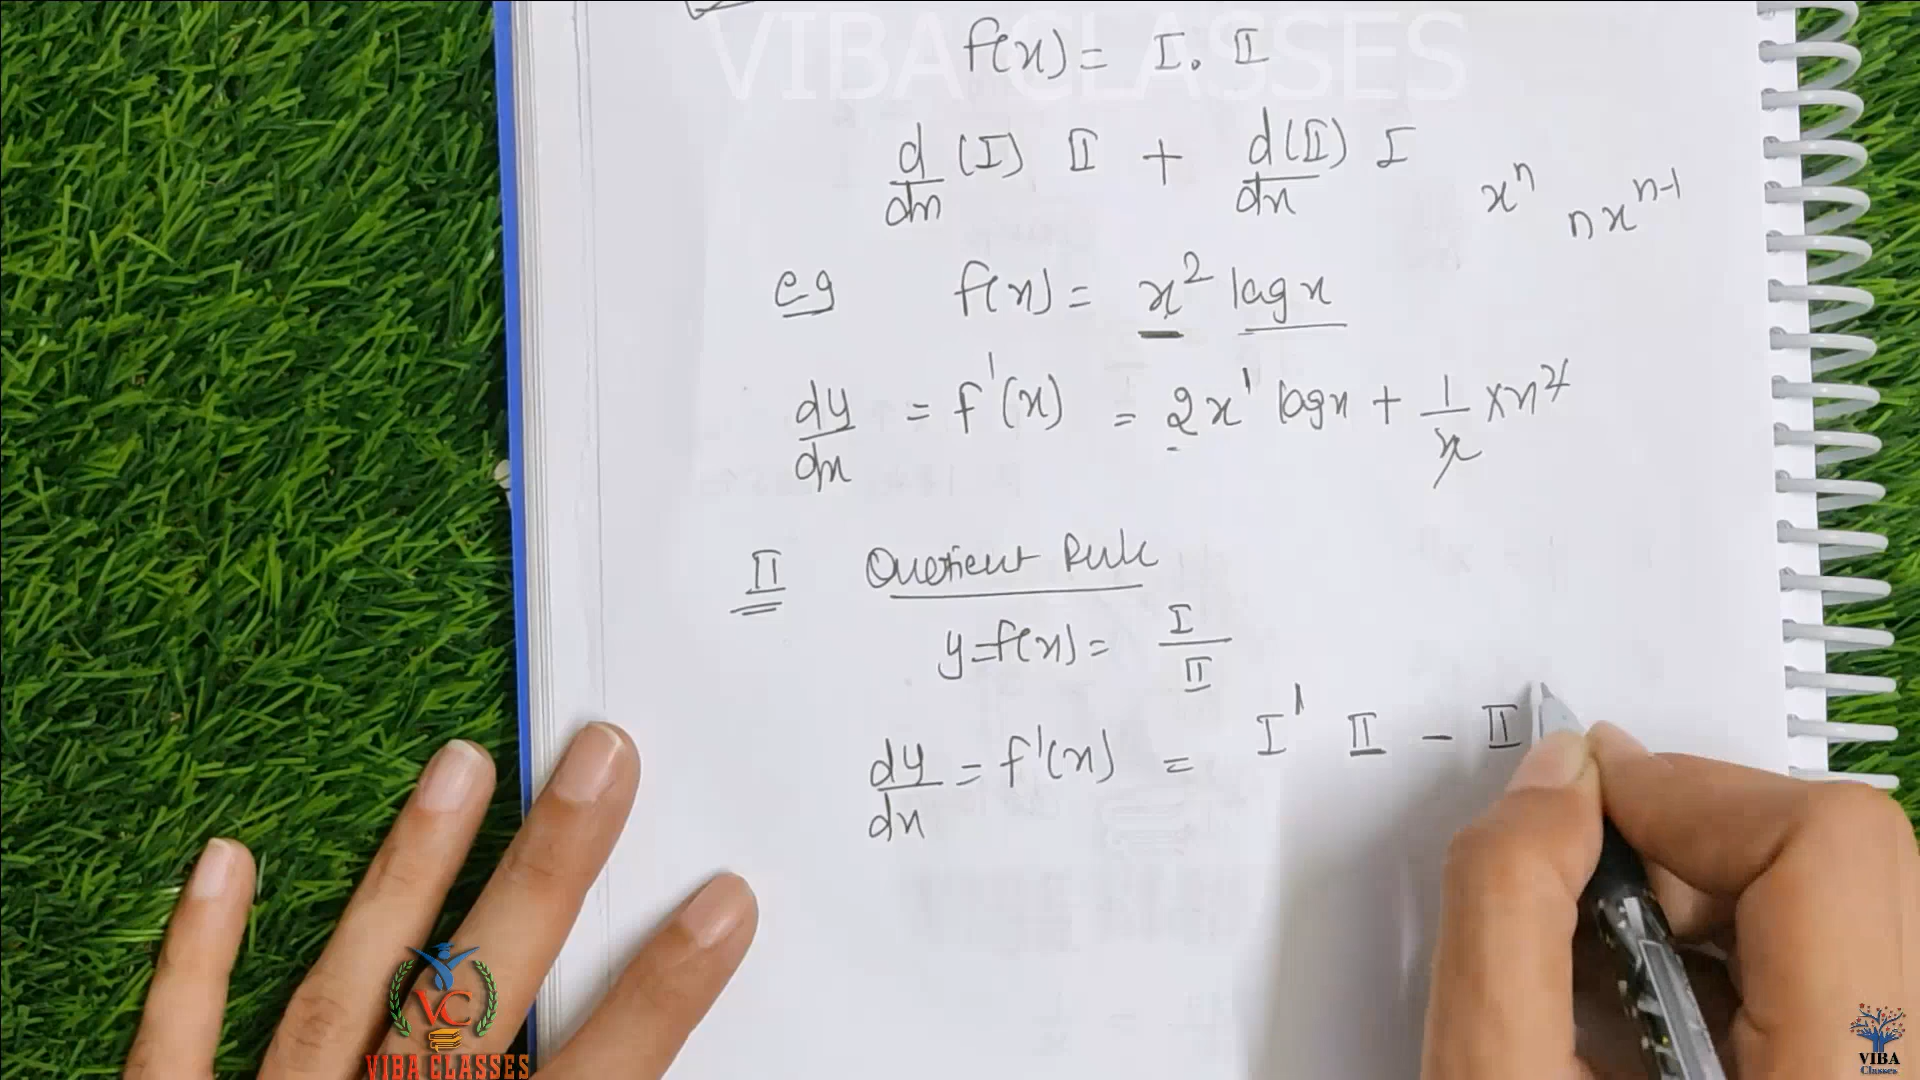 VIBA CLASSES
f(x) = I . II
d/dx (I) II + d(II)/dx I
x^n nx^(n-1)
eg f(x) = x² log x
dy/dx = f'(x) = 2x¹ log x + 1/x × x²
II Quotient Rule
y = f(x) = I/II
dy/dx = f'(x) = I' II - II
VC
VIBA CLASSES
VIBA
Classes